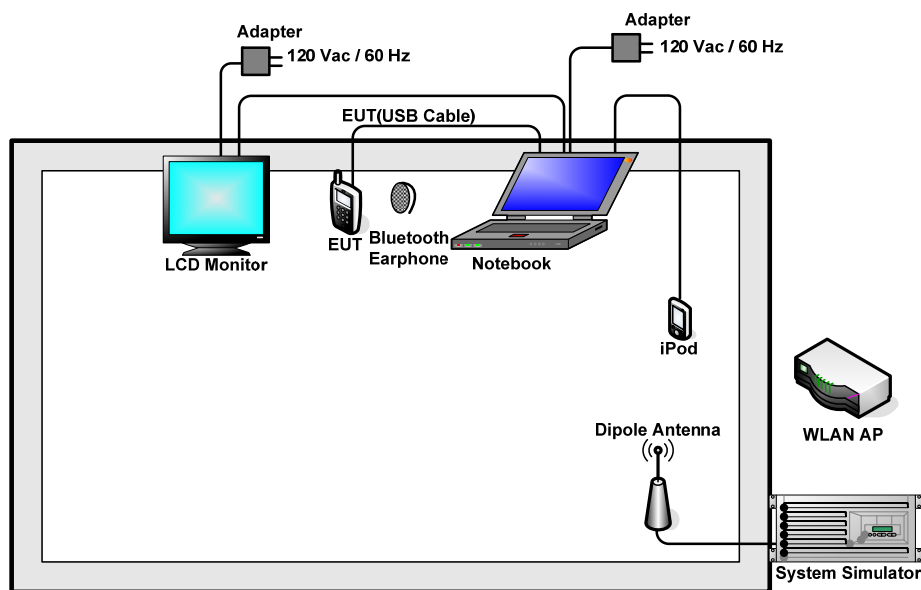 Adapter
120 Vac / 60 Hz
Adapter
120 Vac / 60 Hz
EUT(USB Cable)
LCD Monitor
EUT
Bluetooth
Earphone
Notebook
iPod
WLAN AP
Dipole Antenna
System Simulator